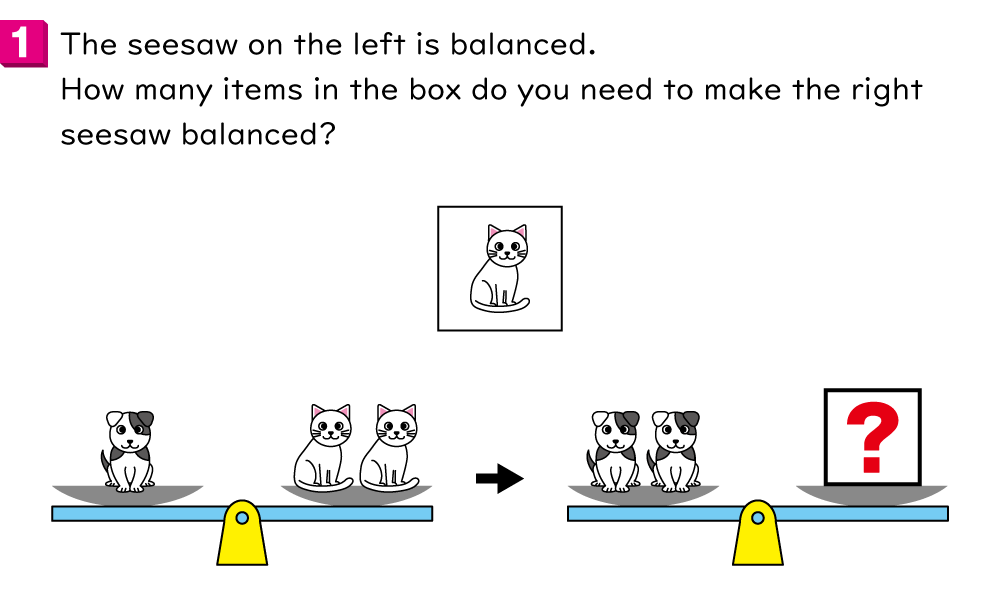 1 The seesaw on the left is balanced.
How many items in the box do you need to make the right
seesaw balanced?
?